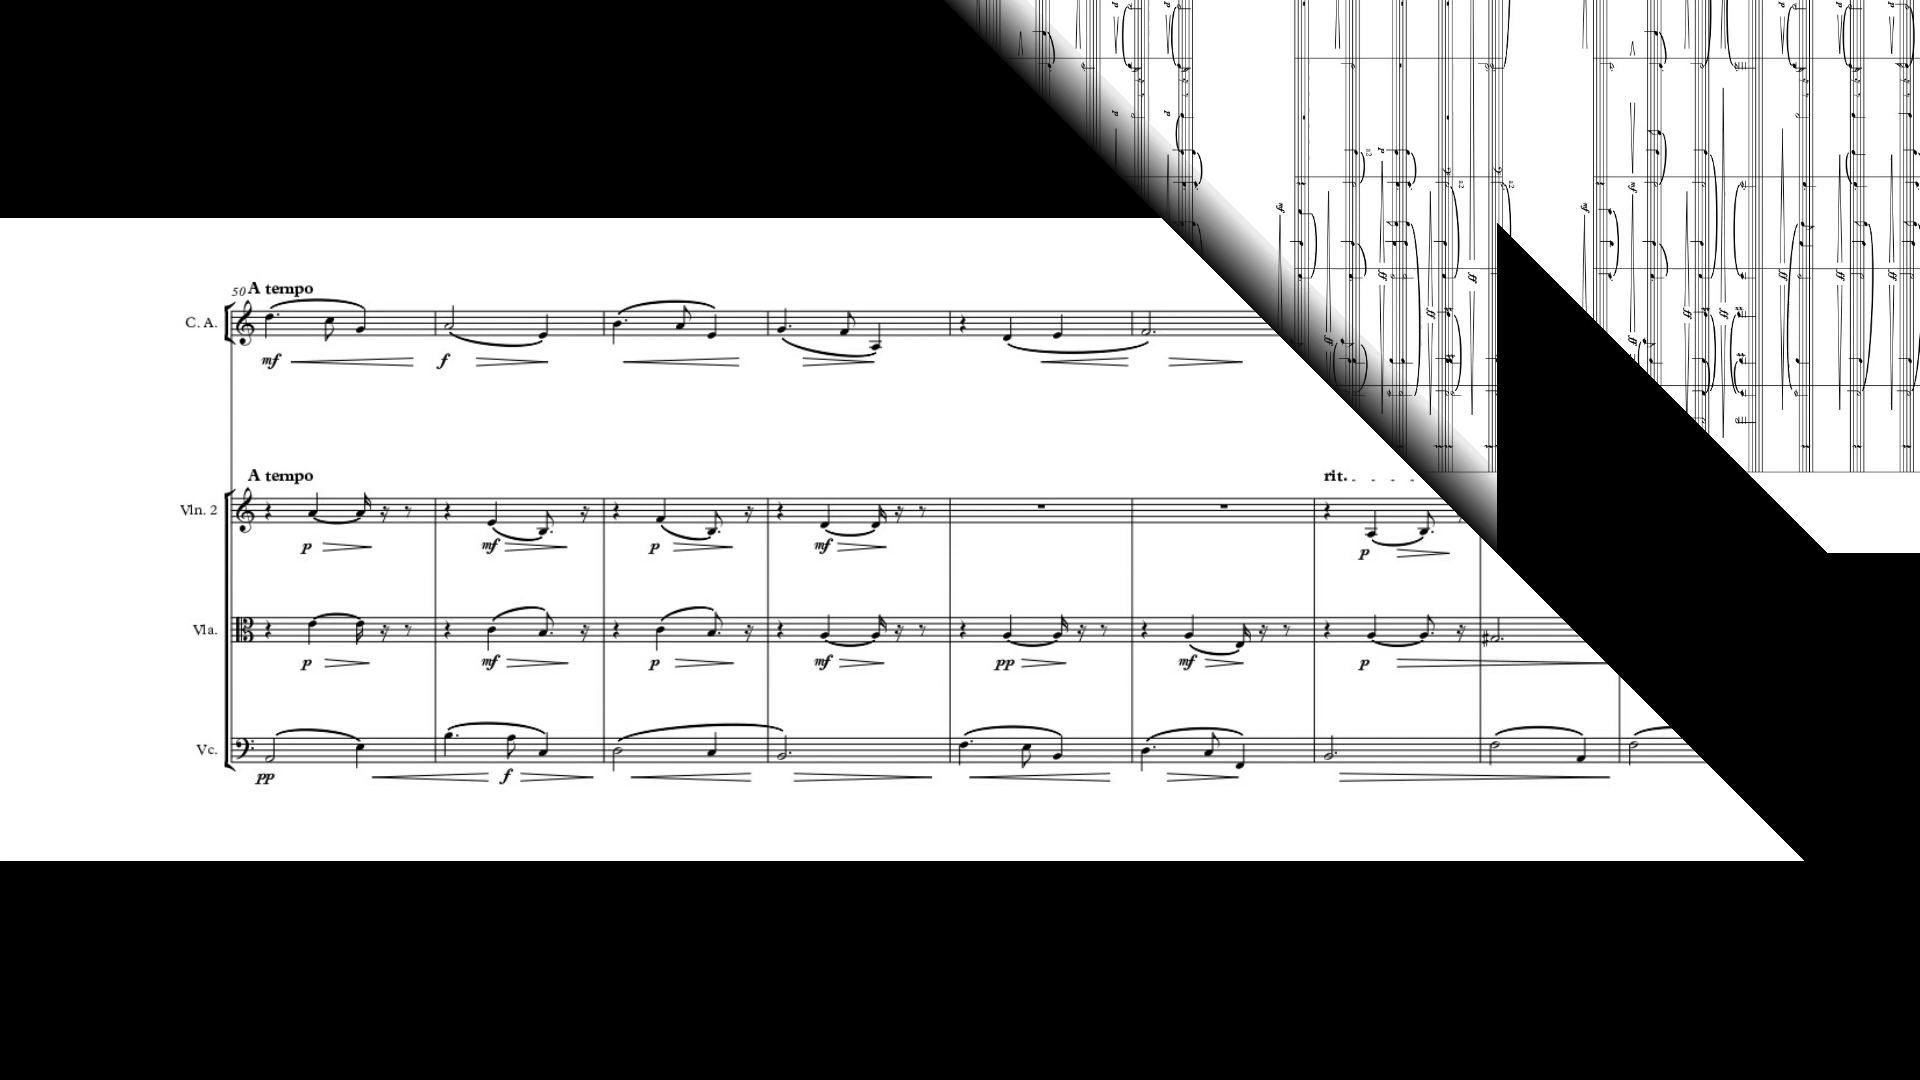 50 A tempo
C. A.
mf f
A tempo
rit.
Vln. 2
p mf p mf p
Vla.
p mf p mf pp mf p
Vc.
pp f